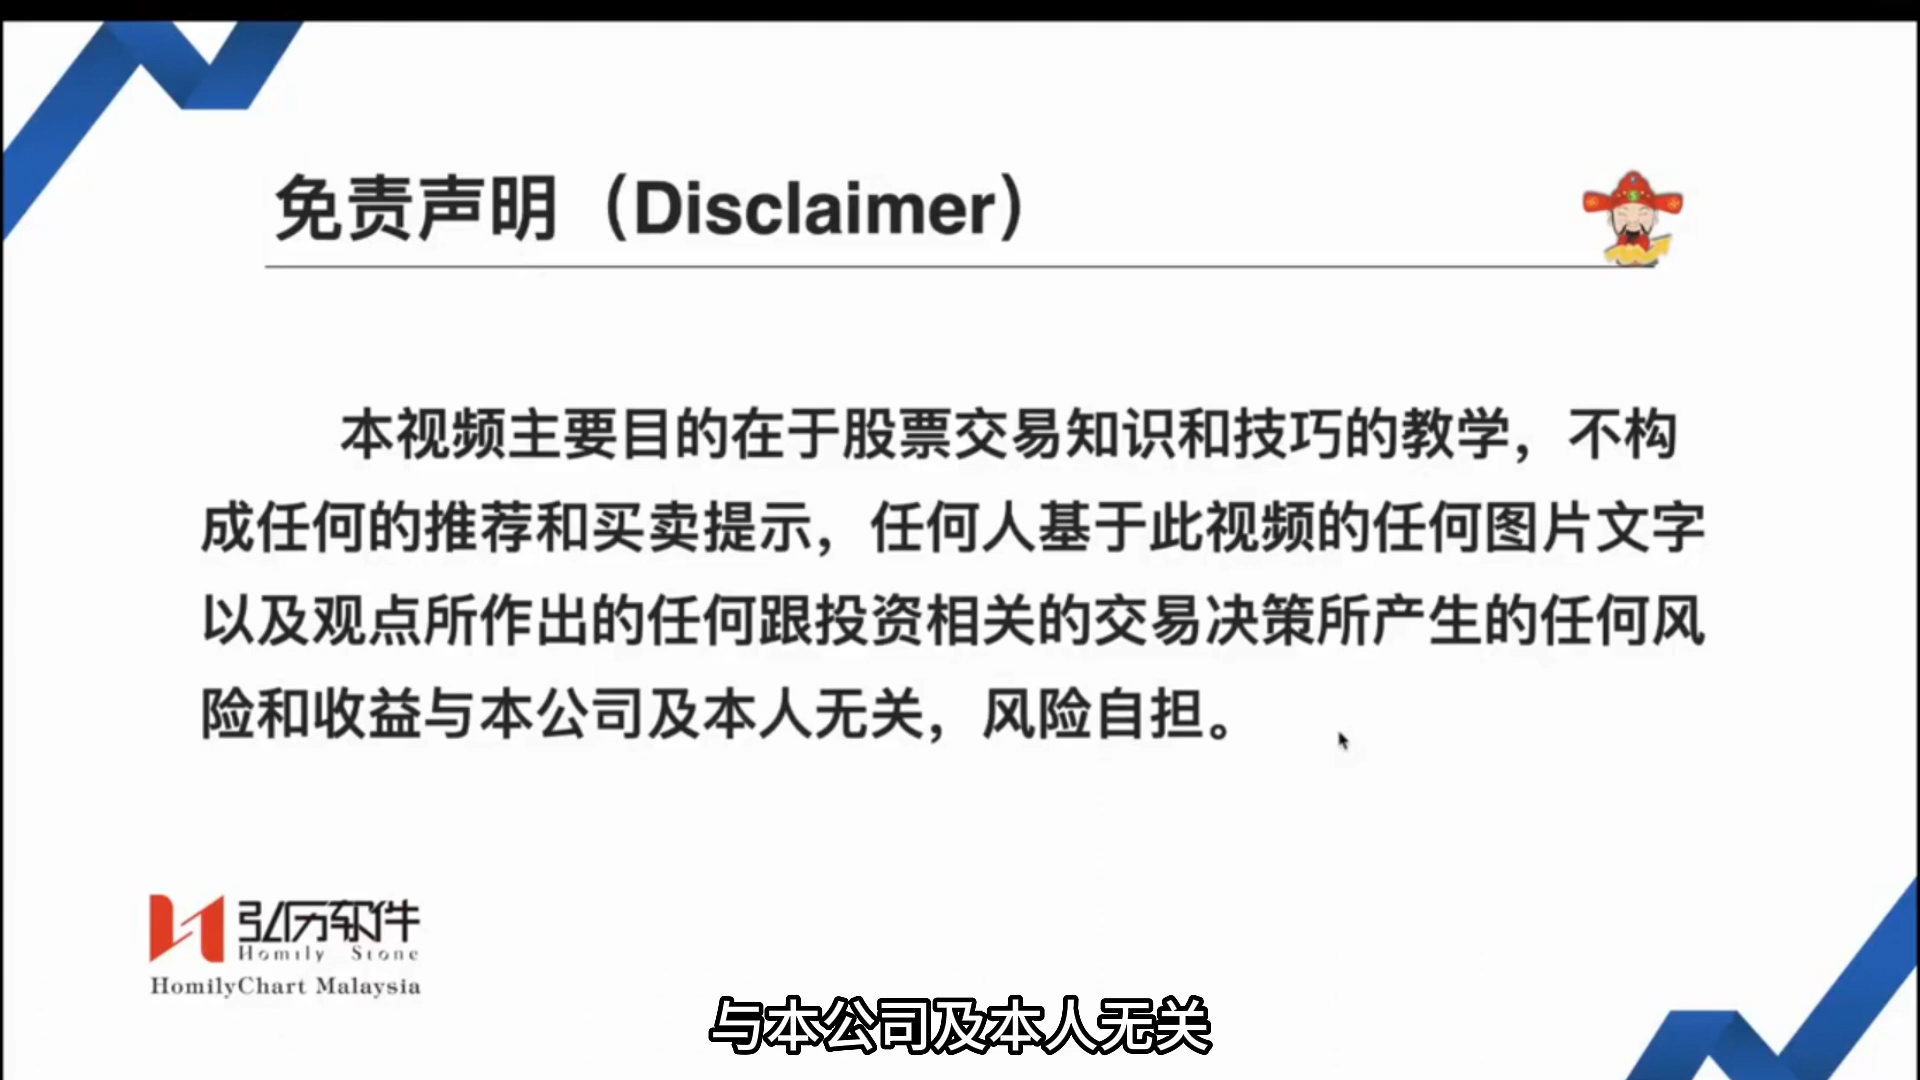 免责声明（Disclaimer）
本视频主要目的在于股票交易知识和技巧的教学，不构
成任何的推荐和买卖提示，任何人基于此视频的任何图片文字
以及观点所作出的任何跟投资相关的交易决策所产生的任何风
险和收益与本公司及本人无关，风险自担。
弘历软件
Homily Stone
HomilyChart Malaysia
与本公司及本人无关